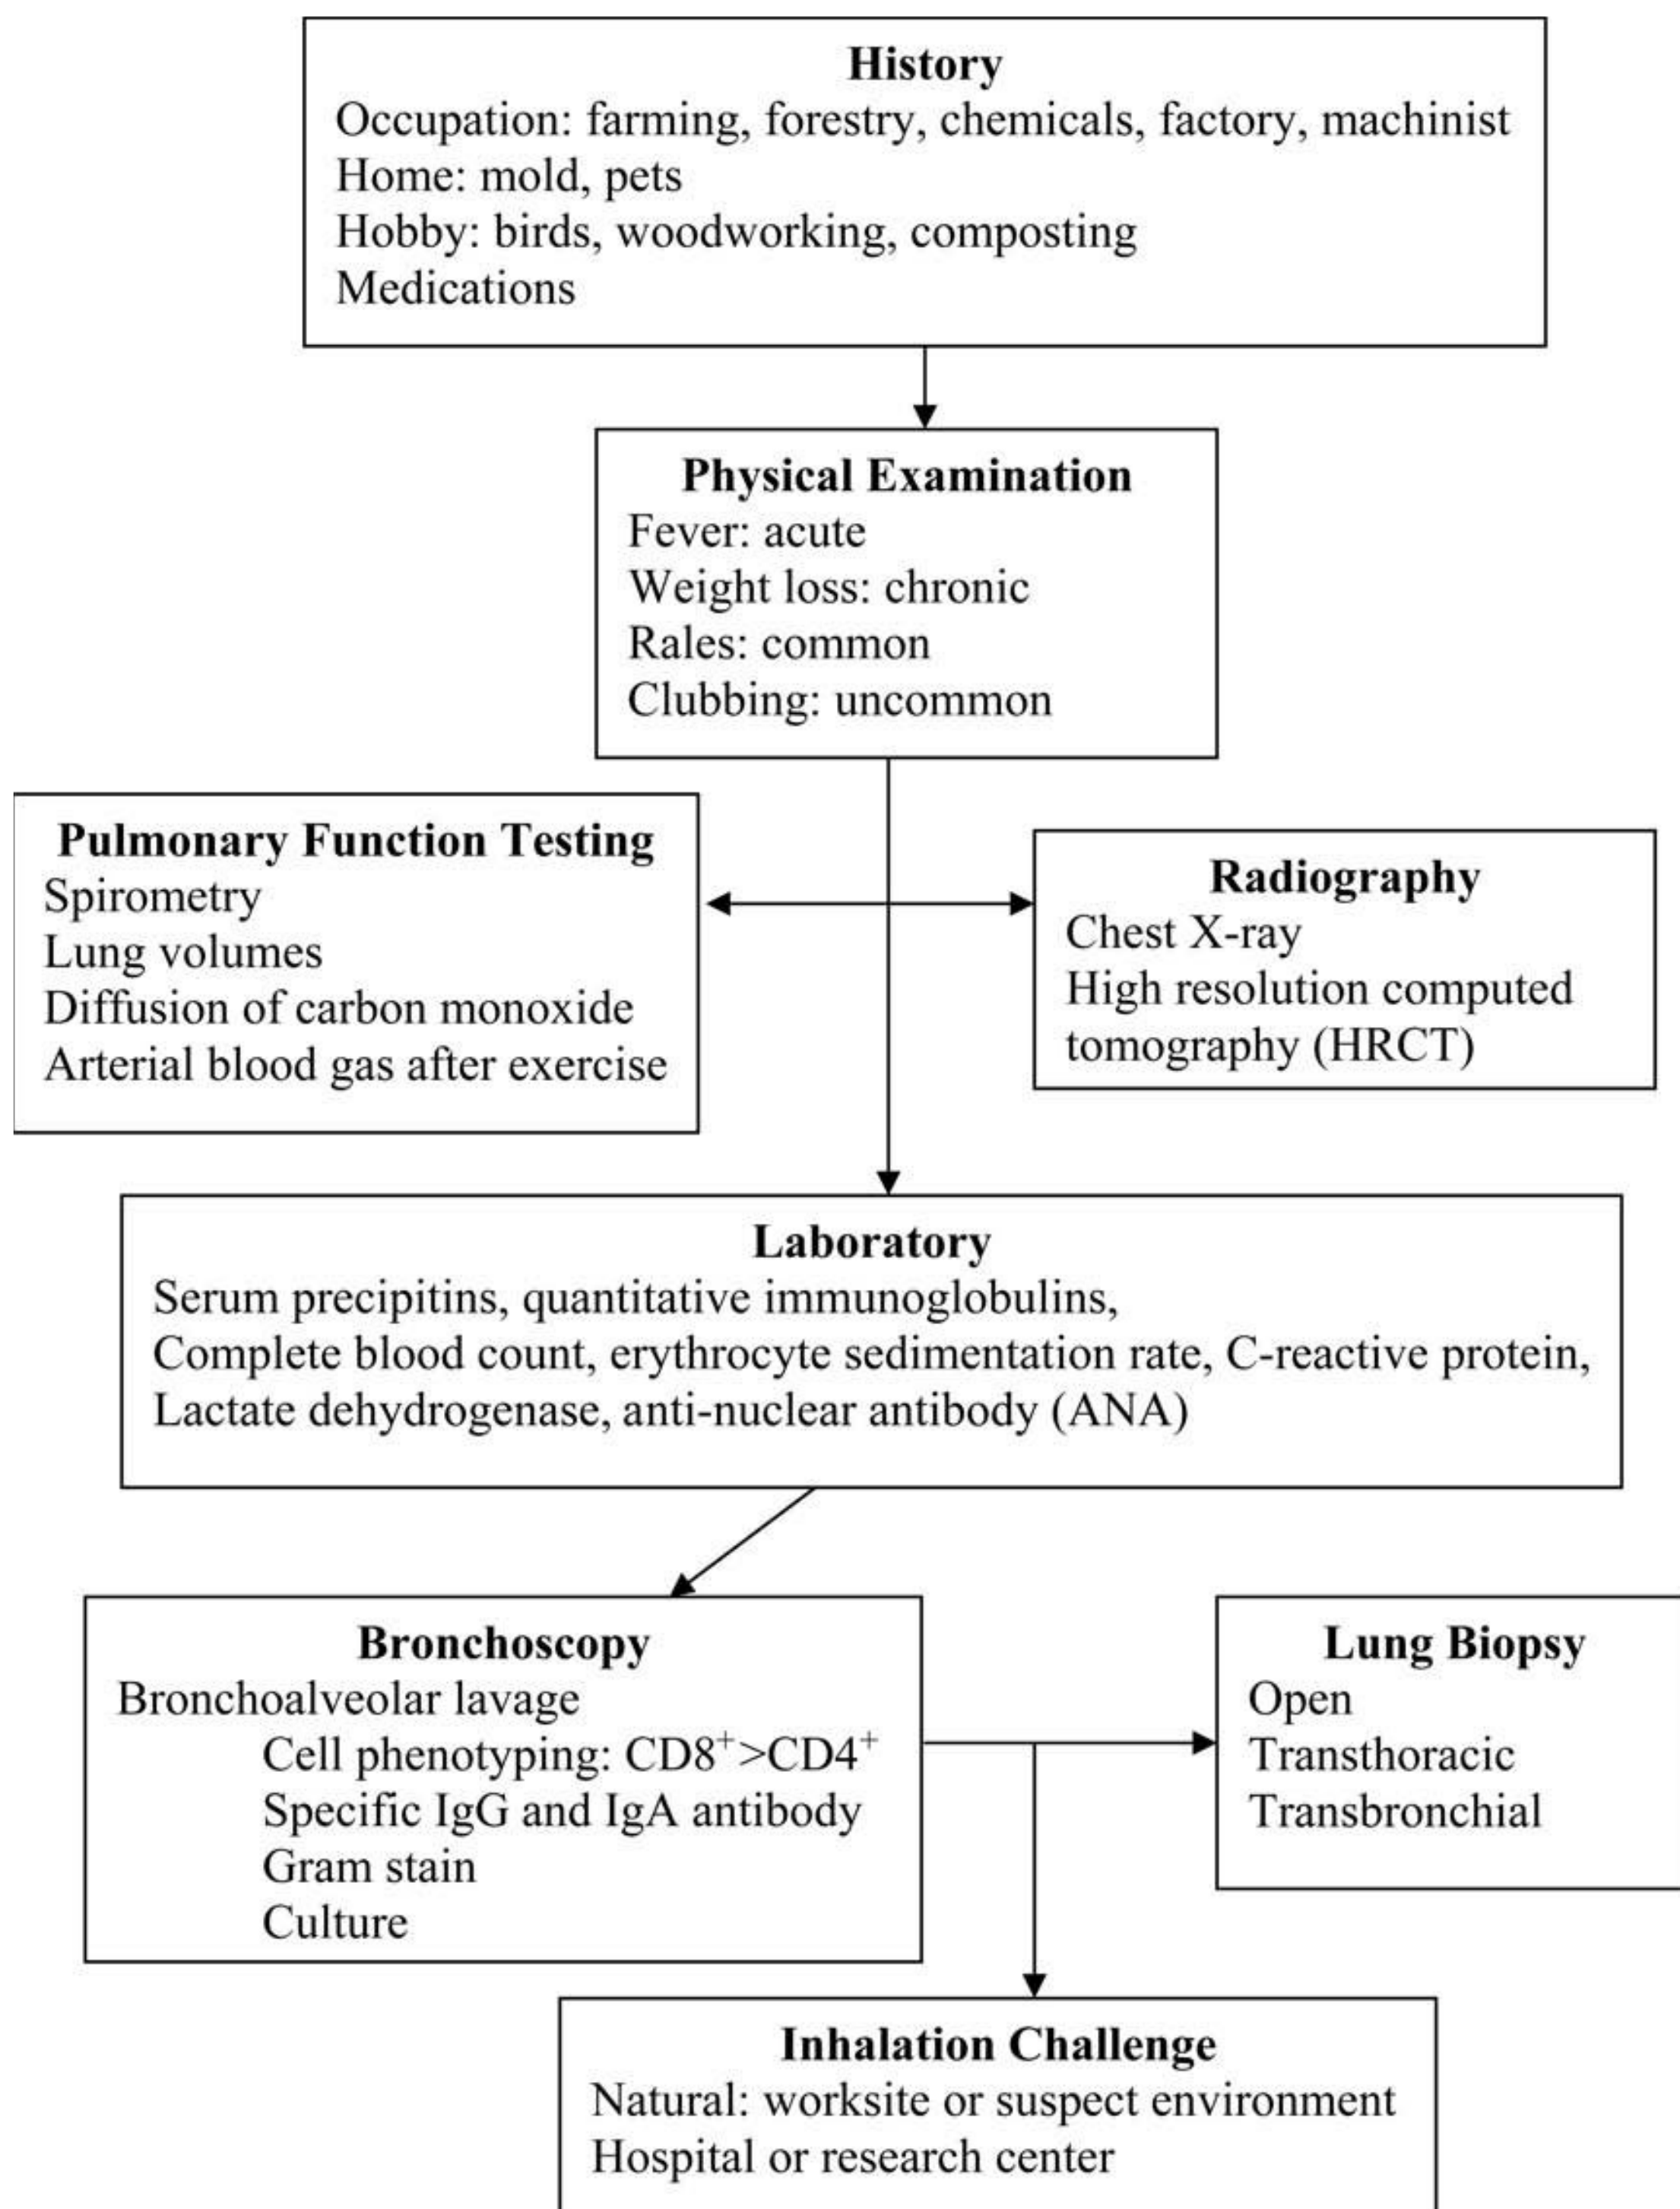 History
Occupation: farming, forestry, chemicals, factory, machinist
Home: mold, pets
Hobby: birds, woodworking, composting
Medications
Physical Examination
Fever: acute
Weight loss: chronic
Rales: common
Clubbing: uncommon
Pulmonary Function Testing
Spirometry
Lung volumes
Diffusion of carbon monoxide
Arterial blood gas after exercise
Radiography
Chest X-ray
High resolution computed
tomography (HRCT)
Laboratory
Serum precipitins, quantitative immunoglobulins,
Complete blood count, erythrocyte sedimentation rate, C-reactive protein,
Lactate dehydrogenase, anti-nuclear antibody (ANA)
Bronchoscopy
Bronchoalveolar lavage
Cell phenotyping: CD8⁺>CD4⁺
Specific IgG and IgA antibody
Gram stain
Culture
Lung Biopsy
Open
Transthoracic
Transbronchial
Inhalation Challenge
Natural: worksite or suspect environment
Hospital or research center